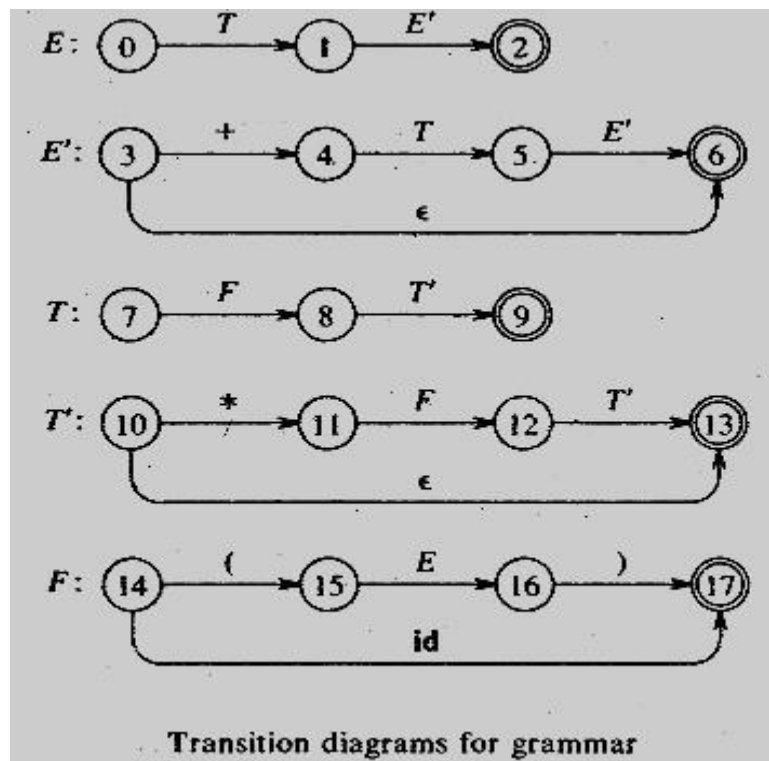 T E'
E: 0 1 2
+ T E'
E': 3 4 5 6
ϵ
F T'
T: 7 8 9
* F T'
T': 10 11 12 13
ϵ
( E )
F: 14 15 16 17
id
Transition diagrams for grammar